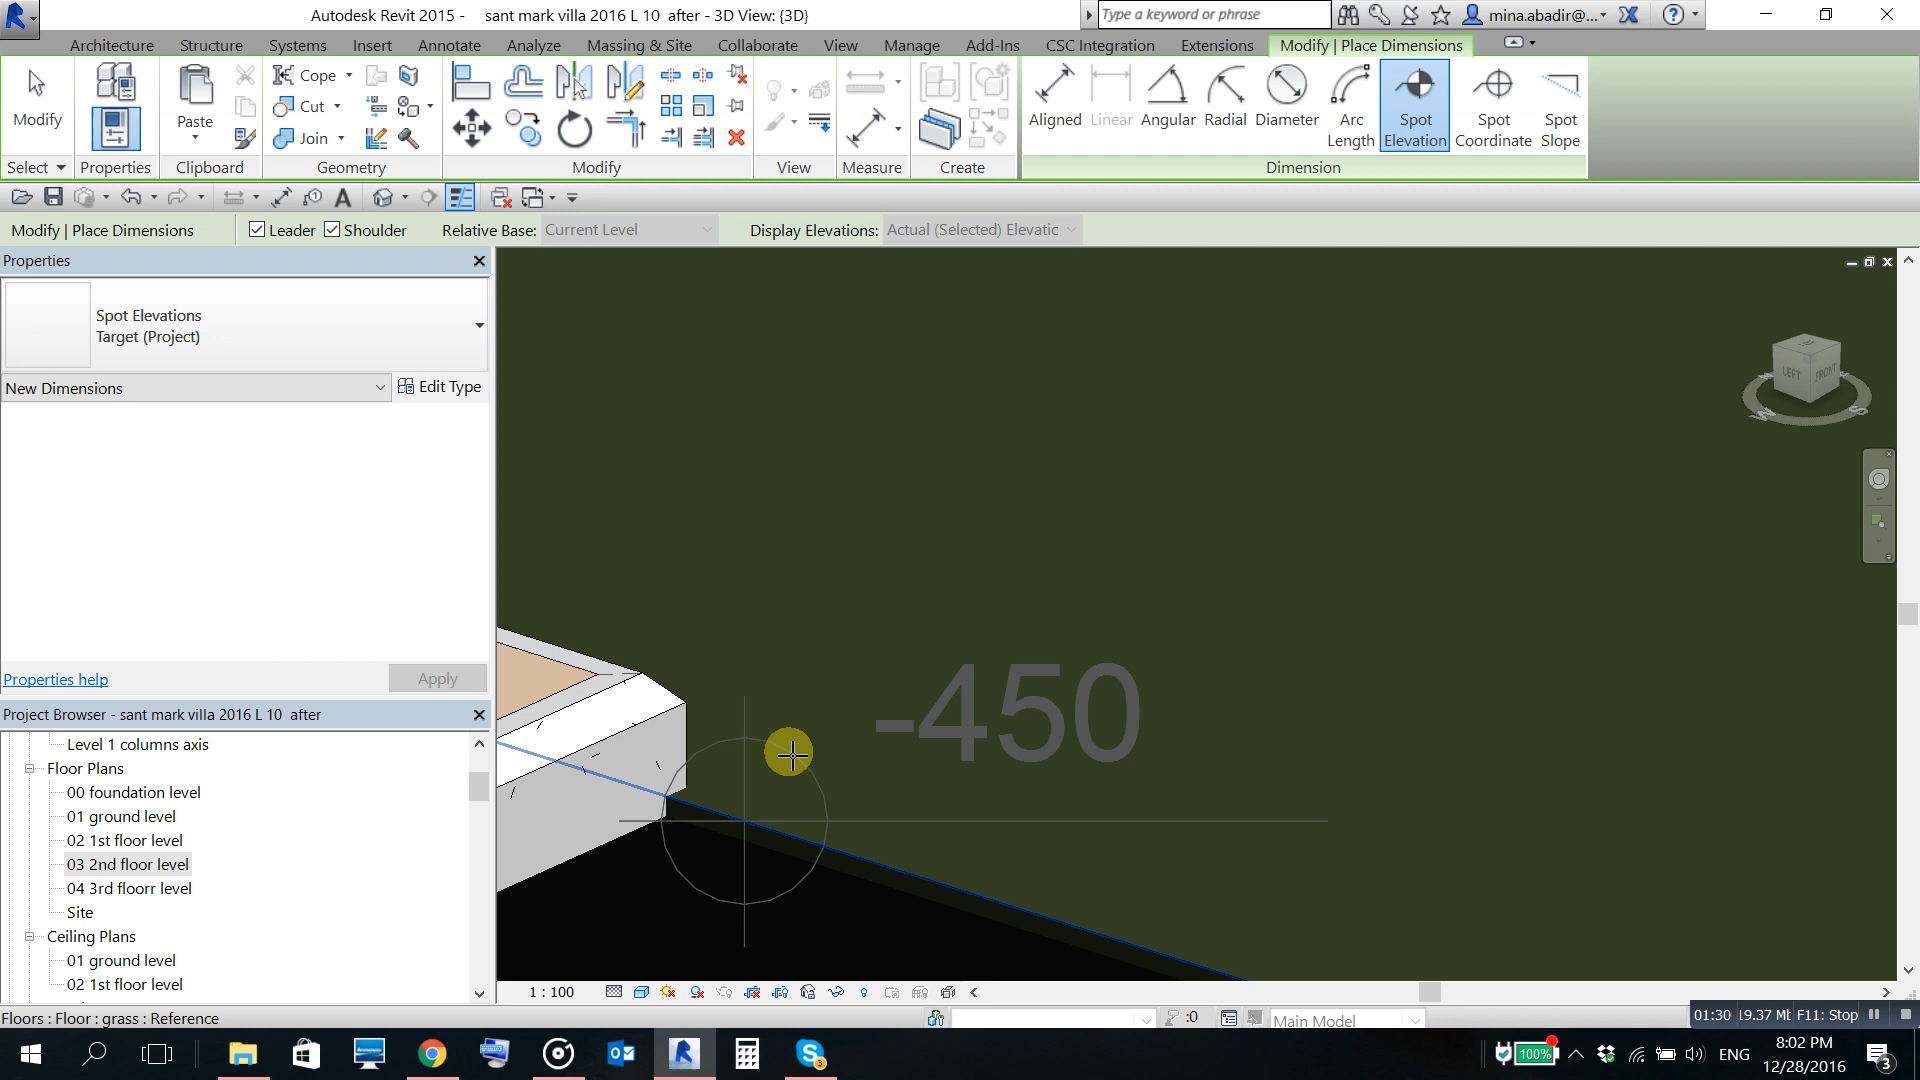 Autodesk Revit 2015 - sant mark villa 2016 L 10 after - 3D View: {3D}
Type a keyword or phrase
mina.abadir@...
Architecture Structure Systems Insert Annotate Analyze Massing & Site Collaborate View Manage Add-Ins CSC Integration Extensions Modify | Place Dimensions
Modify
Paste
Cope
Cut
Join
Aligned Linear Angular Radial Diameter Arc Length Spot Elevation Spot Coordinate Spot Slope
Select Properties Clipboard Geometry Modify View Measure Create Dimension
Modify | Place Dimensions Leader Shoulder Relative Base: Current Level Display Elevations: Actual (Selected) Elevatic
Properties
Spot Elevations
Target (Project)
New Dimensions Edit Type
Properties help Apply
Project Browser - sant mark villa 2016 L 10 after
Level 1 columns axis
Floor Plans
00 foundation level
01 ground level
02 1st floor level
03 2nd floor level
04 3rd floorr level
Site
Ceiling Plans
01 ground level
02 1st floor level
LEFT FRONT
W S
-450
1 : 100
Floors : Floor : grass : Reference
:0
Main Model
01:30 19.37 MB F11: Stop
100%
ENG
8:02 PM
12/28/2016
3
3